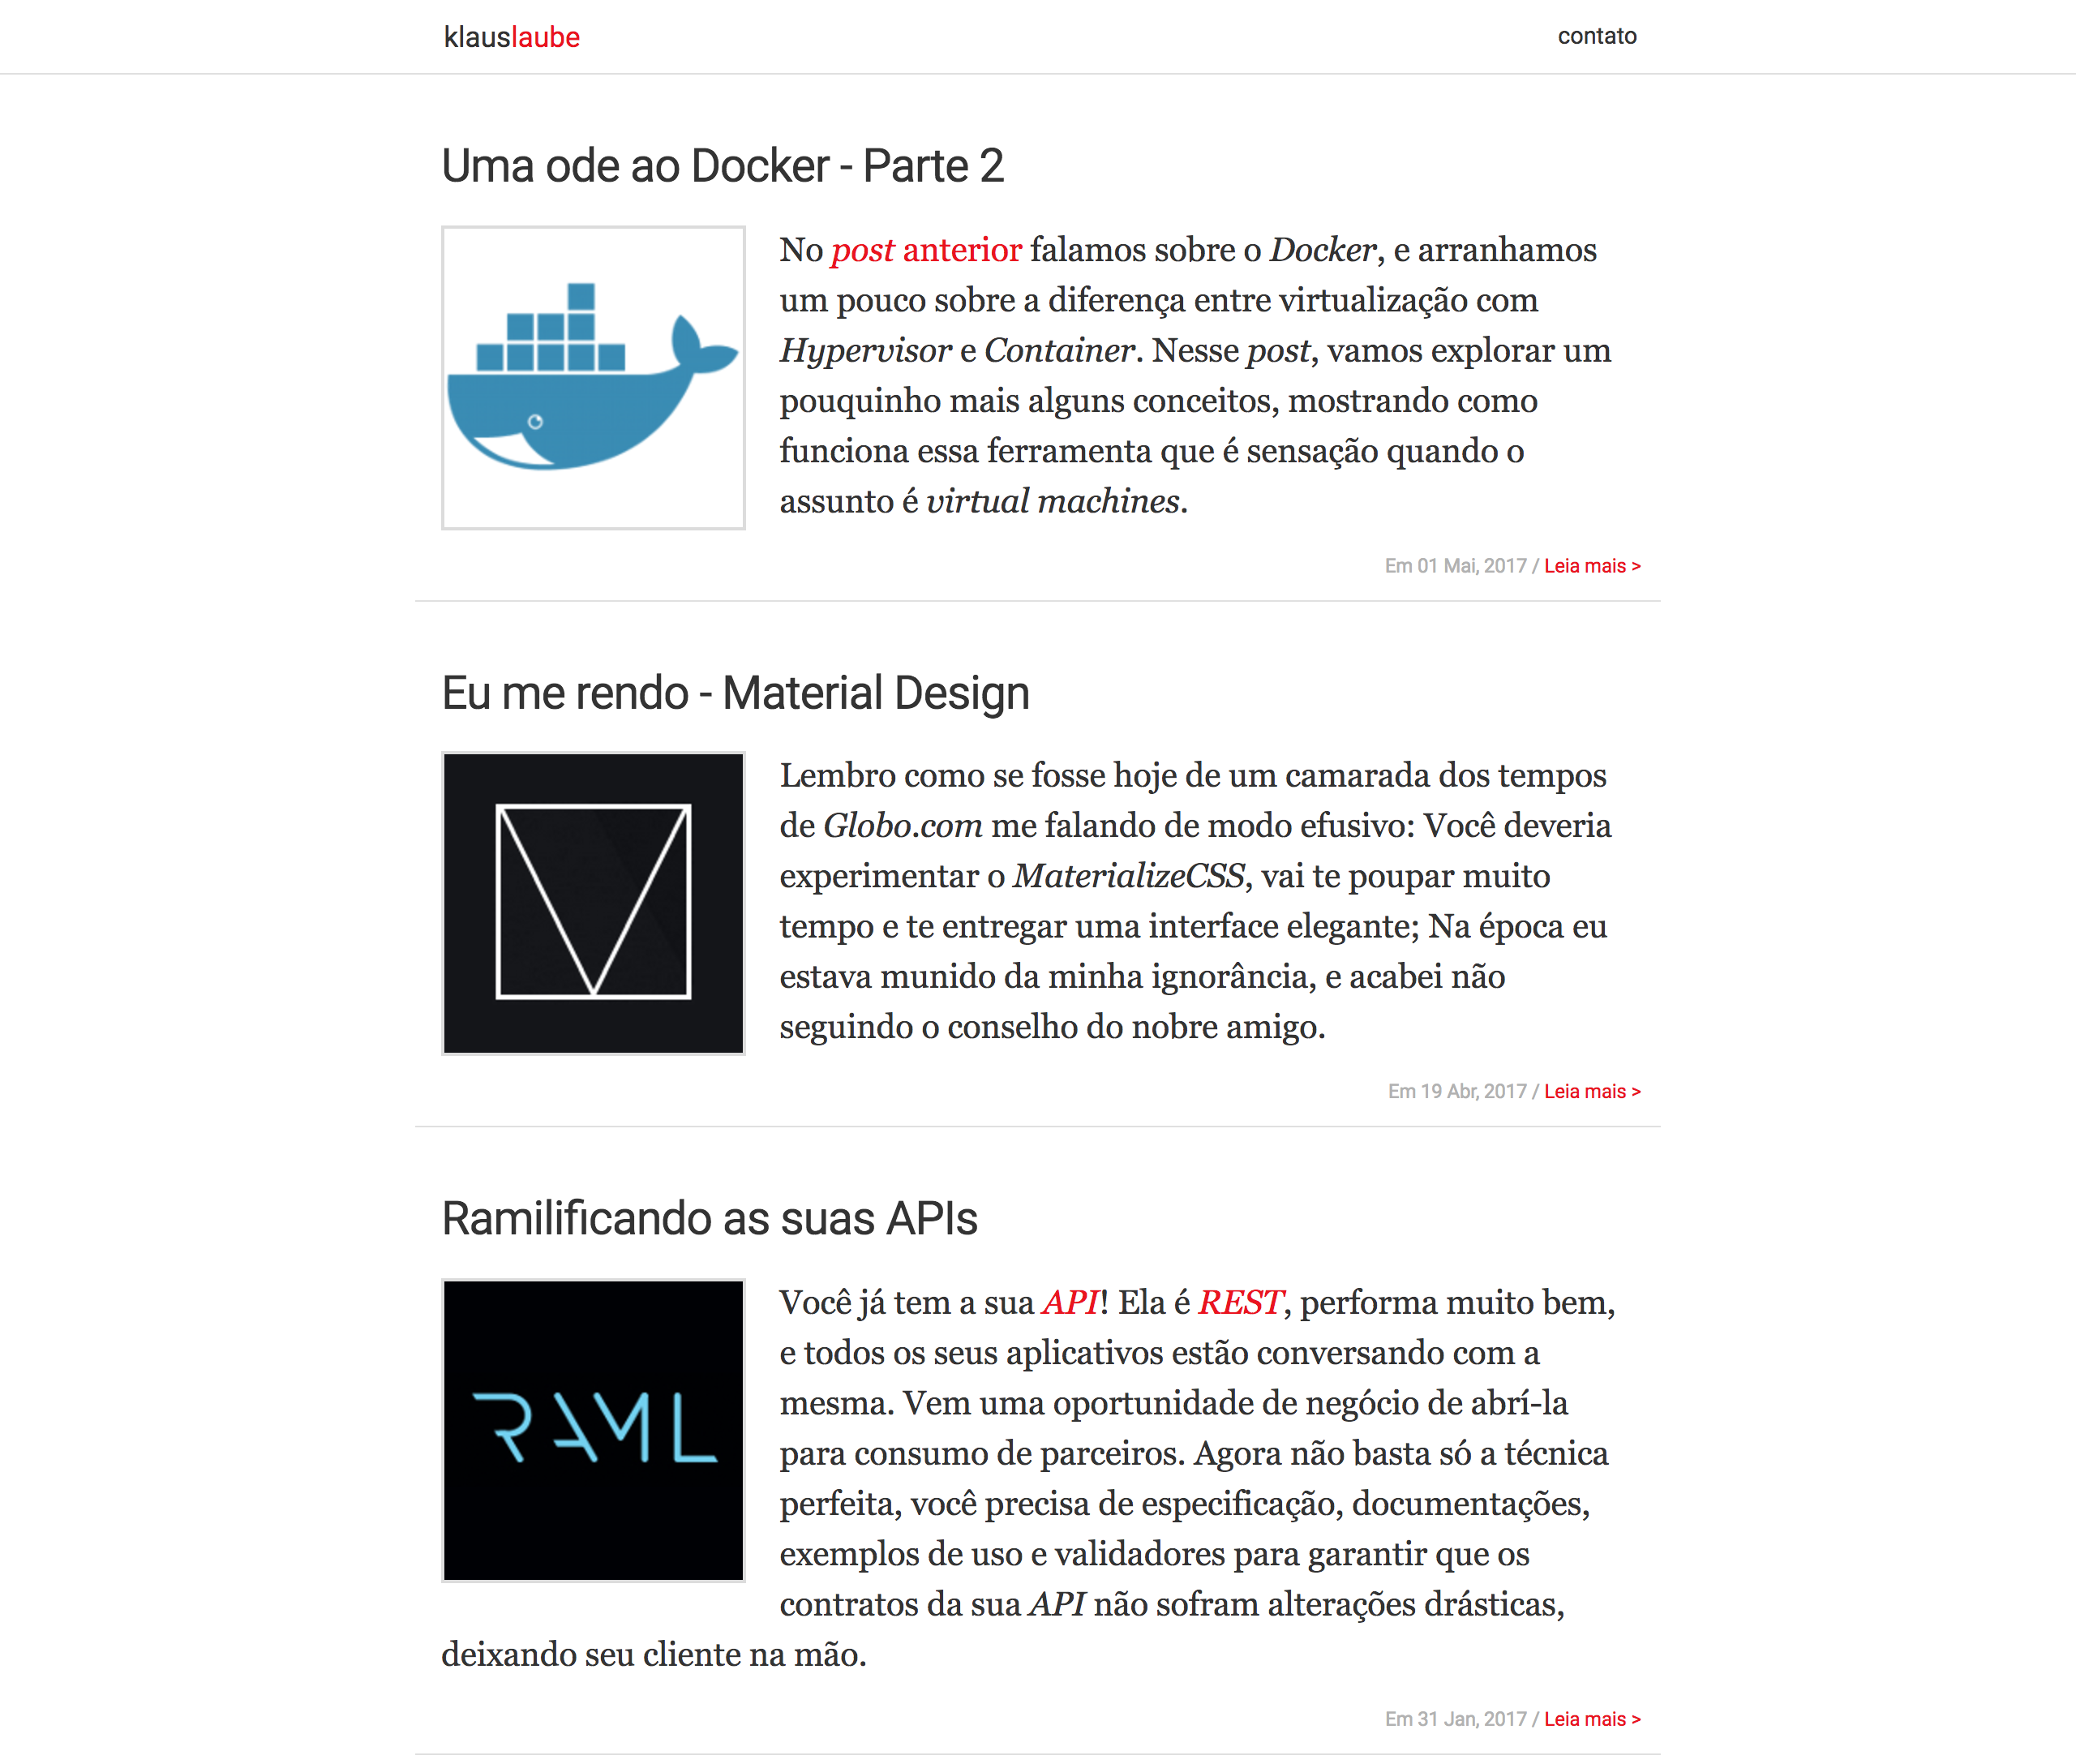 klauslaube
contato
Uma ode ao Docker - Parte 2
No post anterior falamos sobre o Docker, e arranhamos
um pouco sobre a diferença entre virtualização com
Hypervisor e Container. Nesse post, vamos explorar um
pouquinho mais alguns conceitos, mostrando como
funciona essa ferramenta que é sensação quando o
assunto é virtual machines.
Em 01 Mai, 2017 / Leia mais >
Eu me rendo - Material Design
Lembro como se fosse hoje de um camarada dos tempos
de Globo.com me falando de modo efusivo: Você deveria
experimentar o MaterializeCSS, vai te poupar muito
tempo e te entregar uma interface elegante; Na época eu
estava munido da minha ignorância, e acabei não
seguindo o conselho do nobre amigo.
Em 19 Abr, 2017 / Leia mais >
Ramilificando as suas APIs
RAML
Você já tem a sua API! Ela é REST, performa muito bem,
e todos os seus aplicativos estão conversando com a
mesma. Vem uma oportunidade de negócio de abrí-la
para consumo de parceiros. Agora não basta só a técnica
perfeita, você precisa de especificação, documentações,
exemplos de uso e validadores para garantir que os
contratos da sua API não sofram alterações drásticas,
deixando seu cliente na mão.
Em 31 Jan, 2017 / Leia mais >